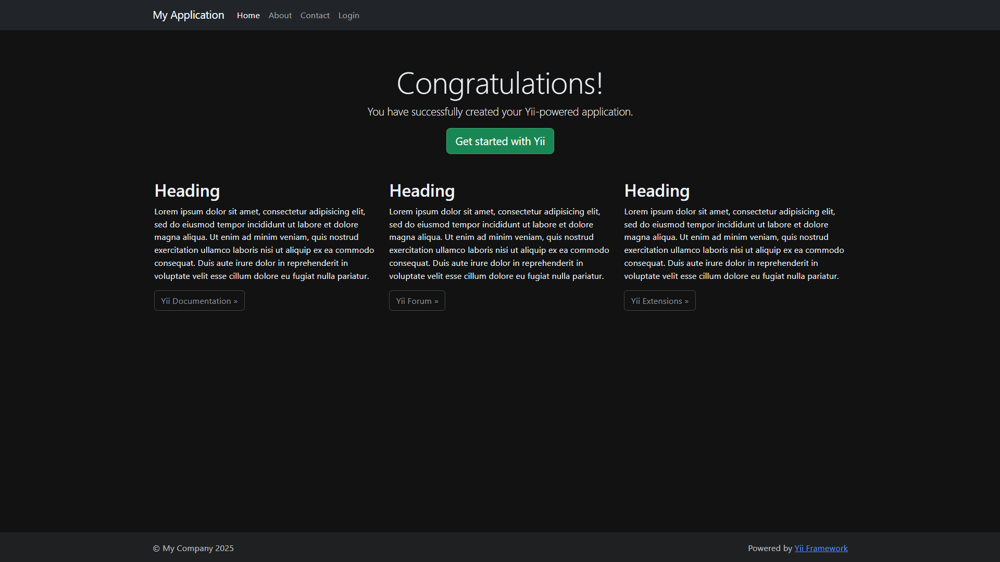 My Application Home About Contact Login
Congratulations!
You have successfully created your Yii-powered application.
Get started with Yii
Heading
Lorem ipsum dolor sit amet, consectetur adipisicing elit,
sed do eiusmod tempor incididunt ut labore et dolore
magna aliqua. Ut enim ad minim veniam, quis nostrud
exercitation ullamco laboris nisi ut aliquip ex ea commodo
consequat. Duis aute irure dolor in reprehenderit in
voluptate velit esse cillum dolore eu fugiat nulla pariatur.
Yii Documentation »
Heading
Lorem ipsum dolor sit amet, consectetur adipisicing elit,
sed do eiusmod tempor incididunt ut labore et dolore
magna aliqua. Ut enim ad minim veniam, quis nostrud
exercitation ullamco laboris nisi ut aliquip ex ea commodo
consequat. Duis aute irure dolor in reprehenderit in
voluptate velit esse cillum dolore eu fugiat nulla pariatur.
Yii Forum »
Heading
Lorem ipsum dolor sit amet, consectetur adipisicing elit,
sed do eiusmod tempor incididunt ut labore et dolore
magna aliqua. Ut enim ad minim veniam, quis nostrud
exercitation ullamco laboris nisi ut aliquip ex ea commodo
consequat. Duis aute irure dolor in reprehenderit in
voluptate velit esse cillum dolore eu fugiat nulla pariatur.
Yii Extensions »
© My Company 2025
Powered by Yii Framework